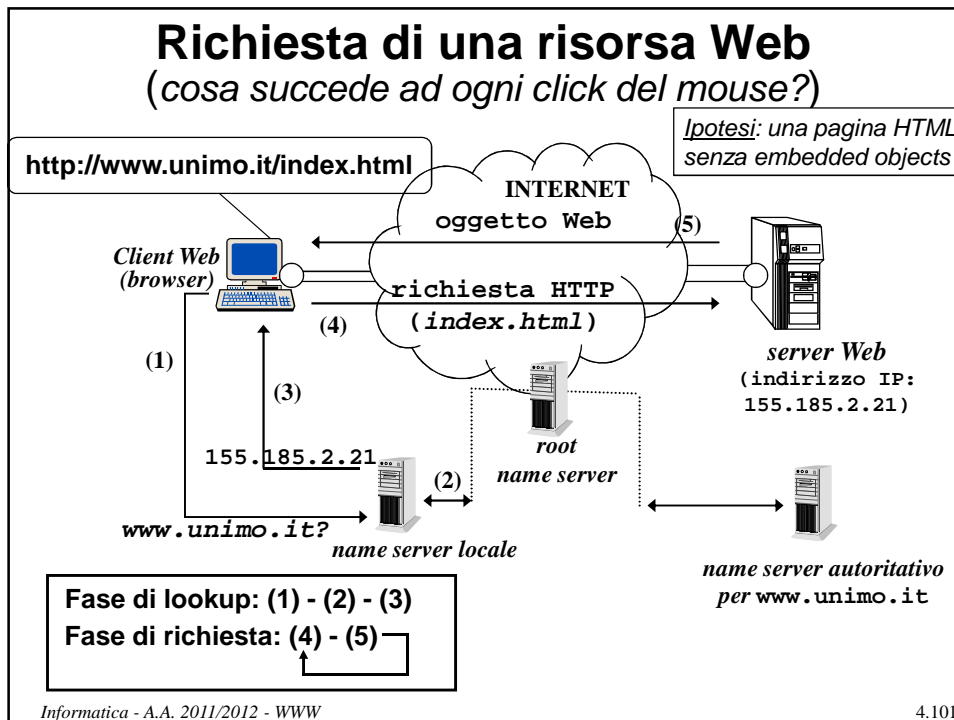 Richiesta di una risorsa Web
(cosa succede ad ogni click del mouse?)
Ipotesi: una pagina HTML
senza embedded objects
http://www.unimo.it/index.html
INTERNET
oggetto Web
(5)
Client Web
(browser)
richiesta HTTP
(index.html)
(4)
(1)
server Web
(indirizzo IP:
155.185.2.21)
(3)
root
name server
155.185.2.21
(2)
www.unimo.it?
name server locale
name server autoritativo
per www.unimo.it
Fase di lookup: (1) - (2) - (3)
Fase di richiesta: (4) - (5)
Informatica - A.A. 2011/2012 - WWW
4.101